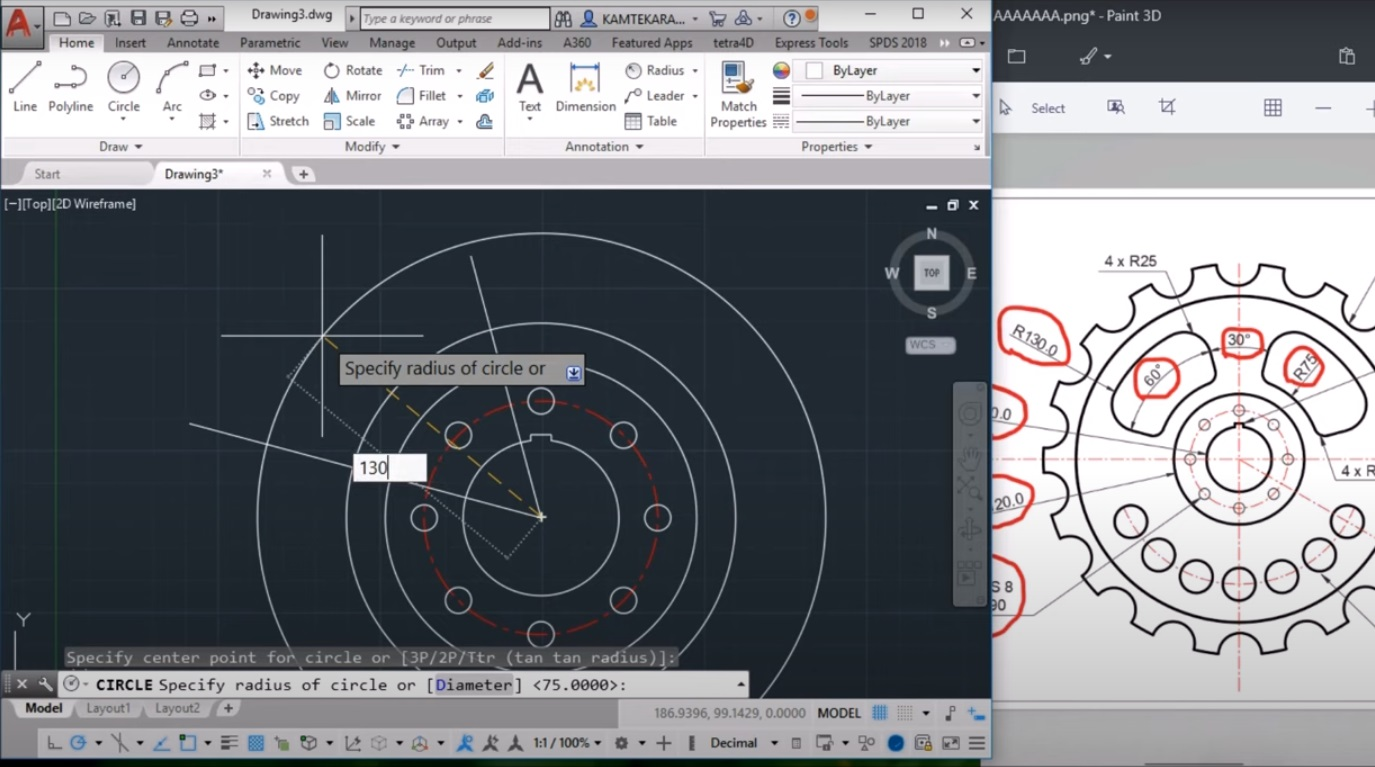 Drawing3.dwg
Type a keyword or phrase
KAMTEKARA...
AAAAAAA.png* - Paint 3D
Home Insert Annotate Parametric View Manage Output Add-ins A360 Featured Apps tetra4D Express Tools SPDS 2018
Line Polyline Circle Arc
Move Rotate Trim
Copy Mirror Fillet
Stretch Scale Array
Text Dimension
Radius
Leader
Table
Match
Properties
ByLayer
ByLayer
ByLayer
Draw Modify Annotation Properties
Select
Start Drawing3*
[−][Top][2D Wireframe]
N
W TOP E
S
WCS
Specify radius of circle or
130
Y
4 x R25
R130.0
30°
60°
R75
0.0
4 x R
20.0
S 8
90
Specify center point for circle or [3P/2P/Ttr (tan tan radius)]:
CIRCLE Specify radius of circle or [Diameter] <75.0000>:
Model Layout1 Layout2
186.9396, 99.1429, 0.0000 MODEL
1:1 / 100% Decimal